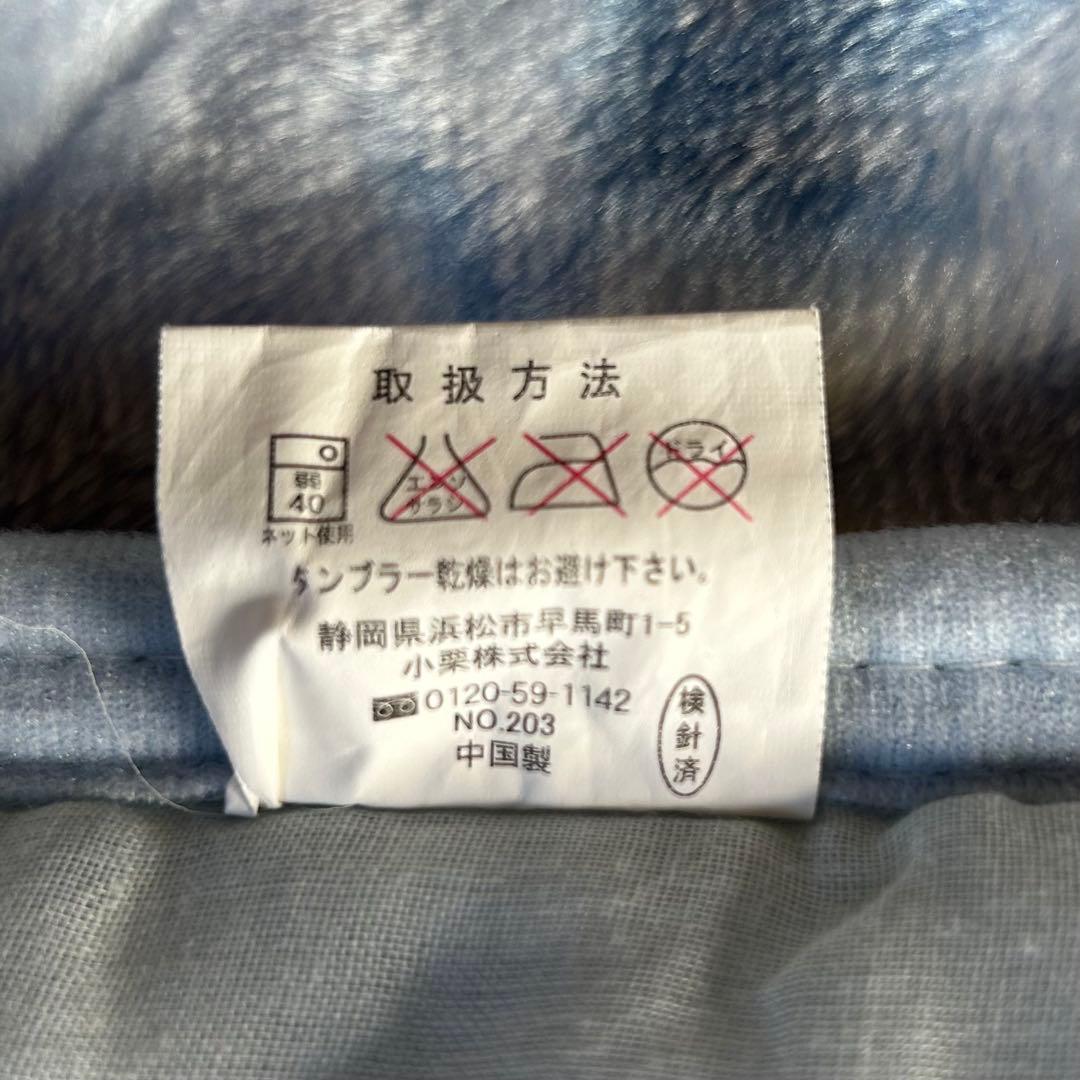 取扱方法
弱
40
ネット使用
エンソ
サラシ
ドライ
タンブラー乾燥はお避け下さい。
静岡県浜松市早馬町1-5
小栗株式会社
0120-59-1142
NO.203
中国製
検針済